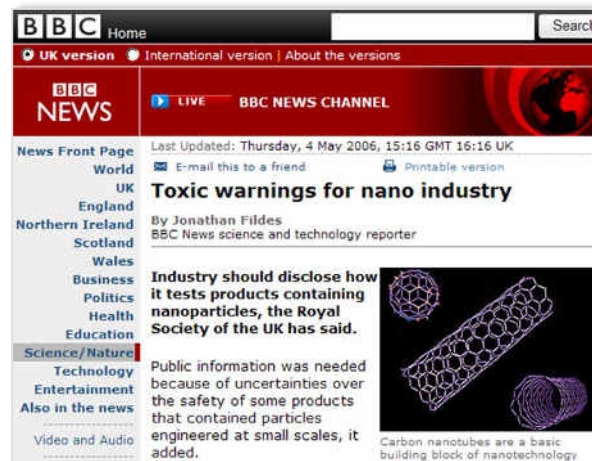 BBC Home
Search
UK version International version | About the versions
BBC
NEWS
LIVE BBC NEWS CHANNEL
News Front Page
World
UK
England
Northern Ireland
Scotland
Wales
Business
Politics
Health
Education
Science/Nature
Technology
Entertainment
Also in the news
Video and Audio
Last Updated: Thursday, 4 May 2006, 15:16 GMT 16:16 UK
E-mail this to a friend Printable version
Toxic warnings for nano industry
By Jonathan Fildes
BBC News science and technology reporter
Industry should disclose how
it tests products containing
nanoparticles, the Royal
Society of the UK has said.
Public information was needed
because of uncertainties over
the safety of some products
that contained particles
engineered at small scales, it
added.
Carbon nanotubes are a basic
building block of nanotechnology